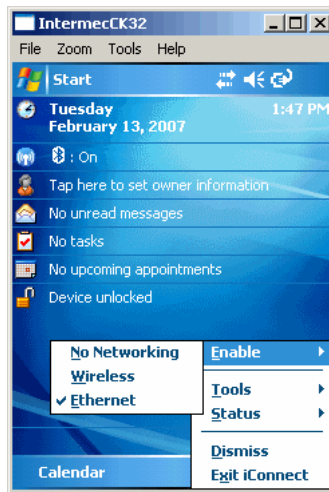 IntermecCK32
File Zoom Tools Help
Start
Tuesday 1:47 PM
February 13, 2007
: On
Tap here to set owner information
No unread messages
No tasks
No upcoming appointments
Device unlocked
No Networking
Wireless
Ethernet
Enable
Tools
Status
Dismiss
Exit iConnect
Calendar